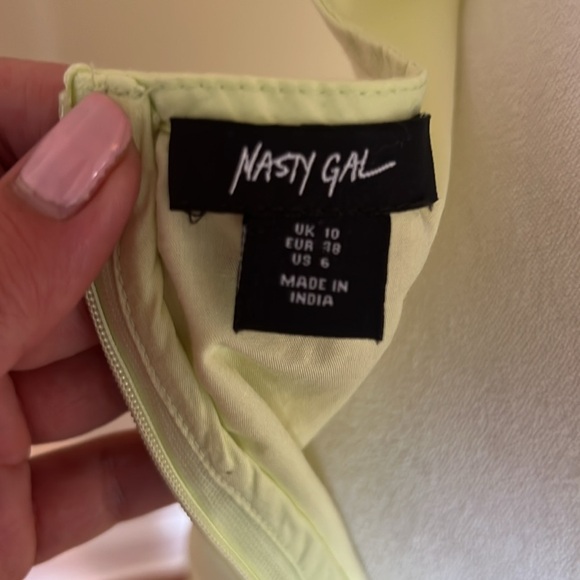 NASTY GAL
UK 10
EUR 38
US 6
MADE IN
INDIA